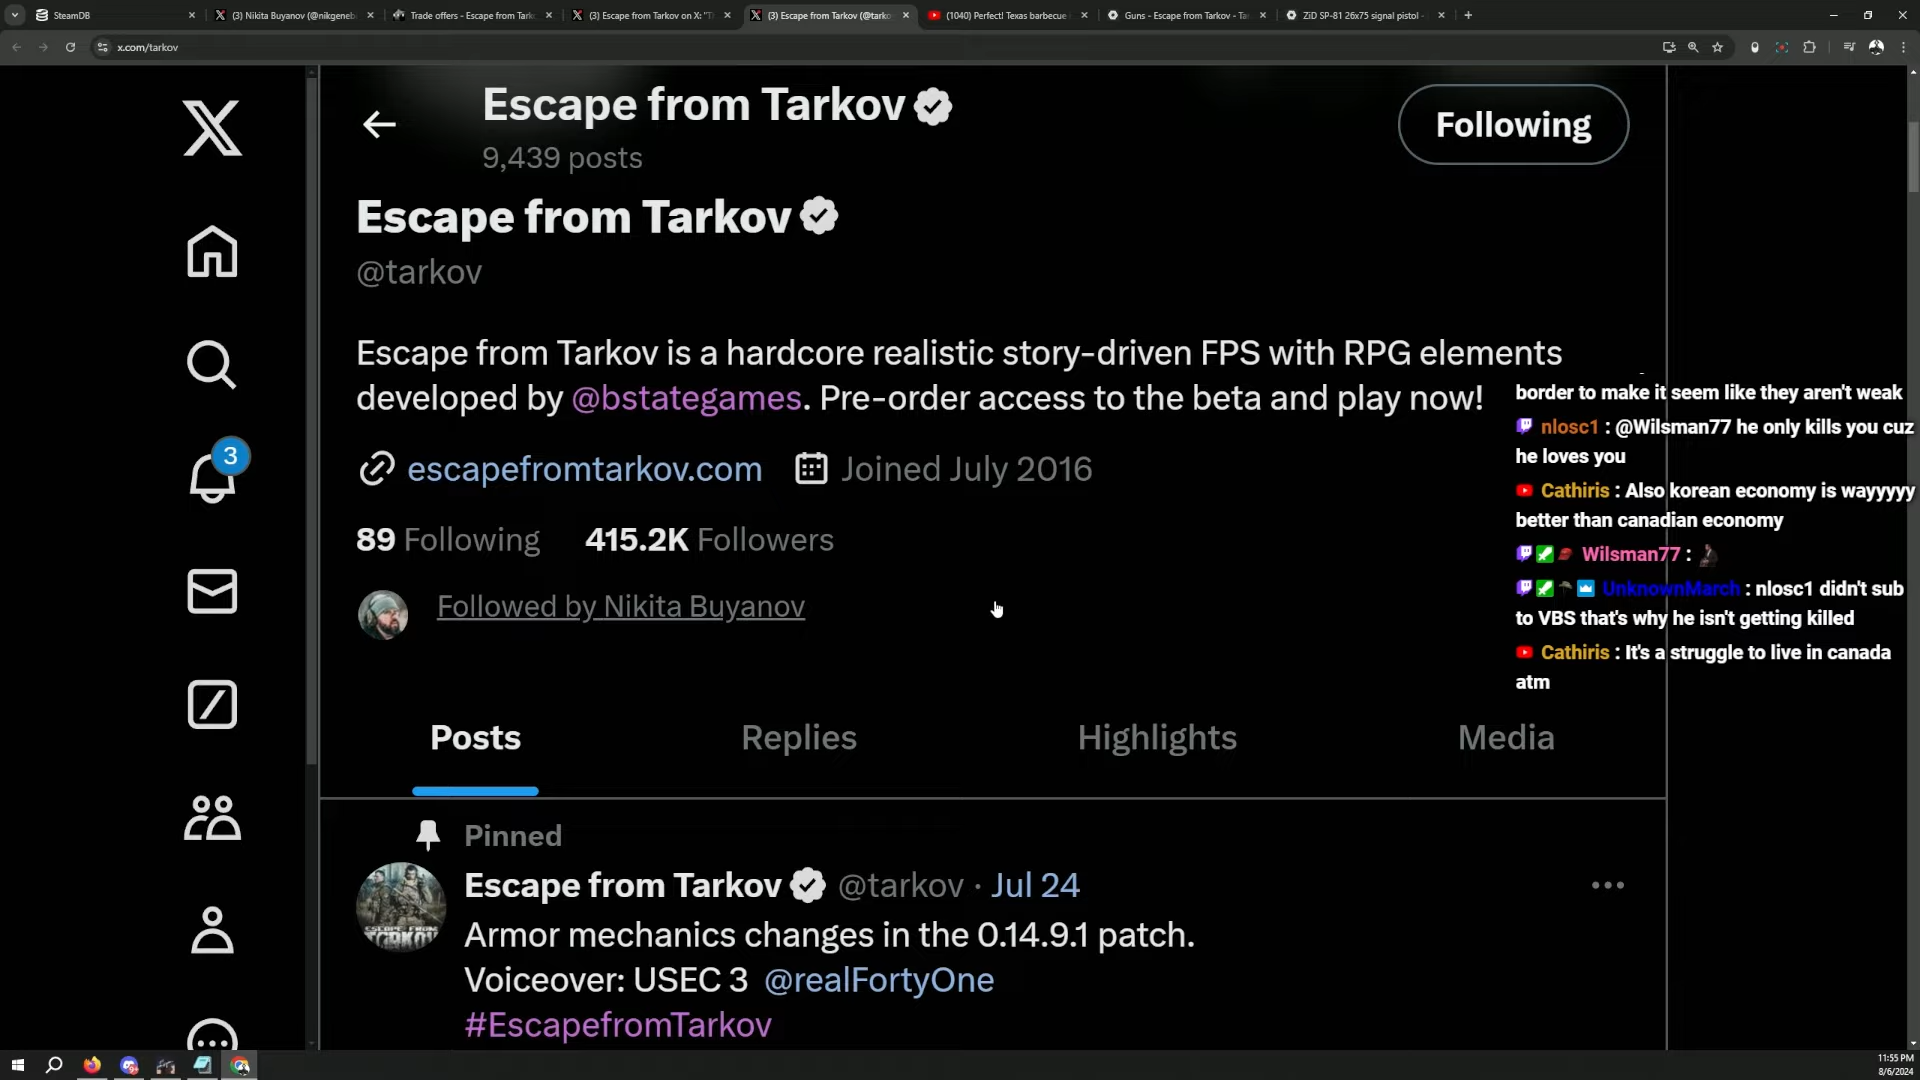 SteamDB
(3) Nikita Buyanov (@nikgeneb
Trade offers - Escape from Tark
(3) Escape from Tarkov on X: "T
(3) Escape from Tarkov (@tarko
(1040) Perfect! Texas barbecue
Guns - Escape from Tarkov - Ta
ZiD SP-81 26x75 signal pistol -
x.com/tarkov
Escape from Tarkov
9,439 posts
Following
Escape from Tarkov
@tarkov
Escape from Tarkov is a hardcore realistic story-driven FPS with RPG elements
developed by @bstategames. Pre-order access to the beta and play now!
escapefromtarkov.com Joined July 2016
89 Following 415.2K Followers
Followed by Nikita Buyanov
3
Posts
Replies
Highlights
Media
Pinned
Escape from Tarkov @tarkov · Jul 24
Armor mechanics changes in the 0.14.9.1 patch.
Voiceover: USEC 3 @realFortyOne
#EscapefromTarkov
ESCAPE FROM
TARKOV
border to make it seem like they aren't weak
nlosc1 : @Wilsman77 he only kills you cuz
he loves you
Cathiris : Also korean economy is wayyyyy
better than canadian economy
Wilsman77 :
UnknownMarch : nlosc1 didn't sub
to VBS that's why he isn't getting killed
Cathiris : It's a struggle to live in canada
atm
11:55 PM
8/6/2024